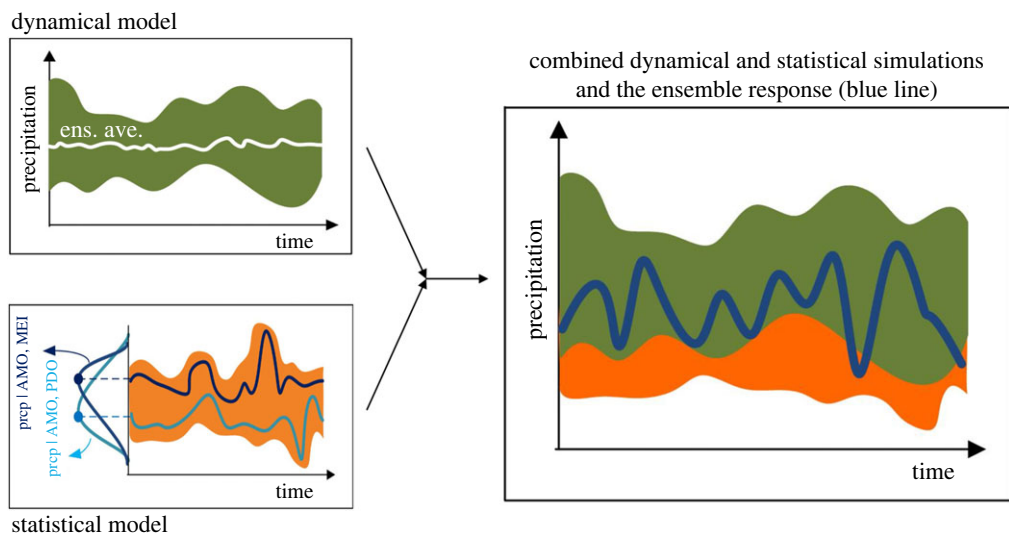 dynamical model
precipitation
ens. ave.
time
prcp | AMO, MEI
prcp | AMO, PDO
time
statistical model
combined dynamical and statistical simulations
and the ensemble response (blue line)
precipitation
time